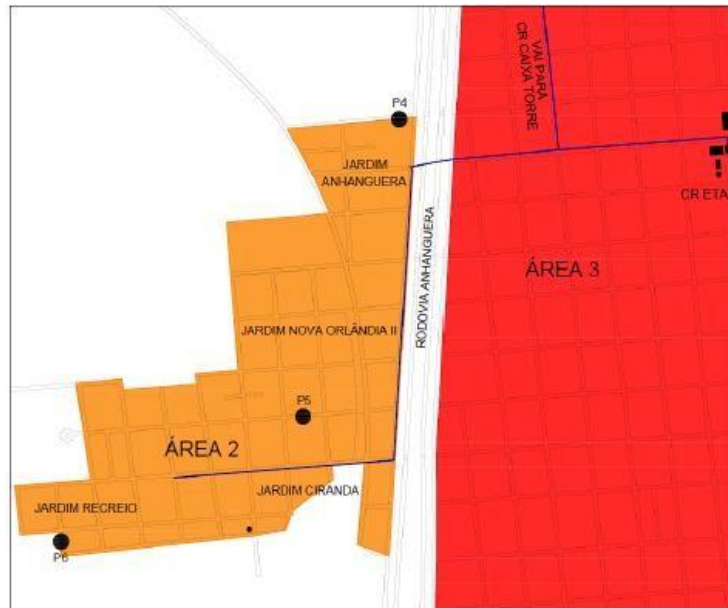 VAI PARA
CR CAIXA TORRE
P4
JARDIM
ANHANGUERA
CR ETA
RODOVIA ANHANGUERA
ÁREA 3
JARDIM NOVA ORLÂNDIA II
P5
ÁREA 2
JARDIM CIRANDA
JARDIM RECREIO
P6